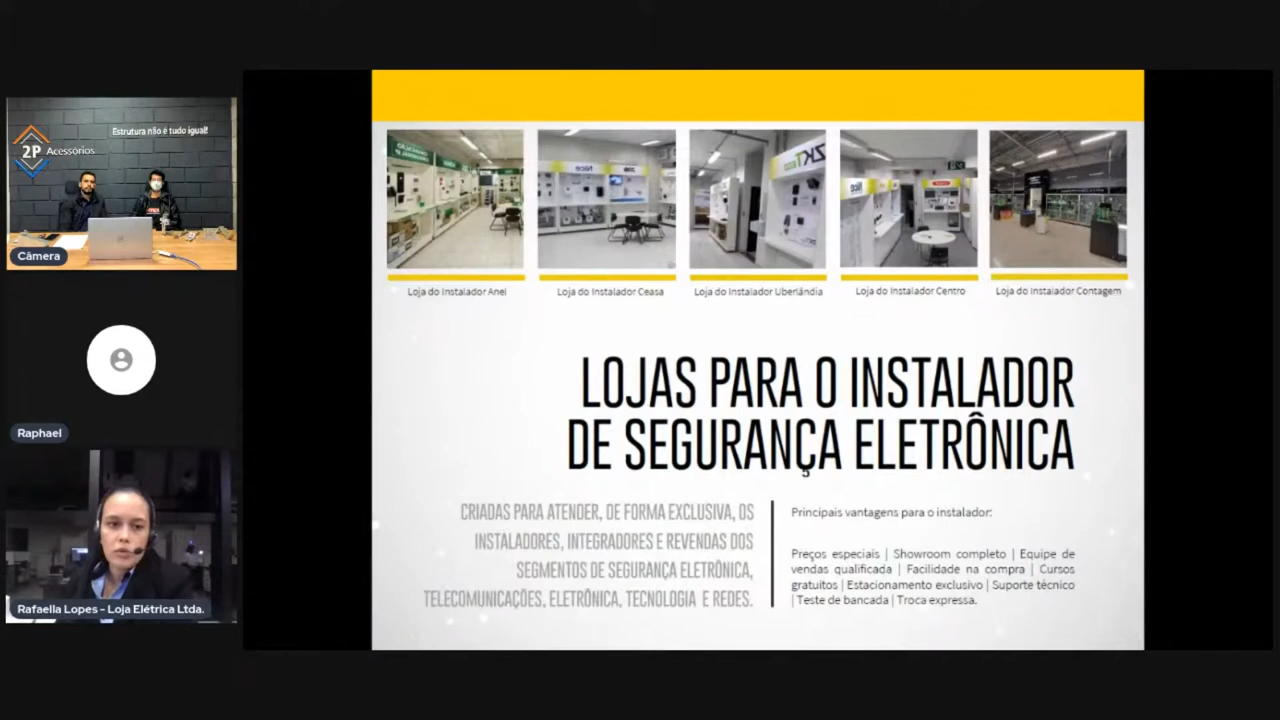 Estrutura não é tudo igual!
2P Acessórios
Câmera
Raphael
Rafaella Lopes – Loja Elétrica Ltda.
Loja do Instalador Anel
Loja do Instalador Ceasa
Loja do Instalador Uberlândia
Loja do Instalador Centro
Loja do Instalador Contagem
LOJAS PARA O INSTALADOR
DE SEGURANÇA ELETRÔNICA
CRIADAS PARA ATENDER, DE FORMA EXCLUSIVA, OS
INSTALADORES, INTEGRADORES E REVENDAS DOS
SEGMENTOS DE SEGURANÇA ELETRÔNICA,
TELECOMUNICAÇÕES, ELETRÔNICA, TECNOLOGIA E REDES.
Principais vantagens para o instalador:
Preços especiais | Showroom completo | Equipe de
vendas qualificada | Facilidade na compra | Cursos
gratuitos | Estacionamento exclusivo | Suporte técnico
| Teste de bancada | Troca expressa.